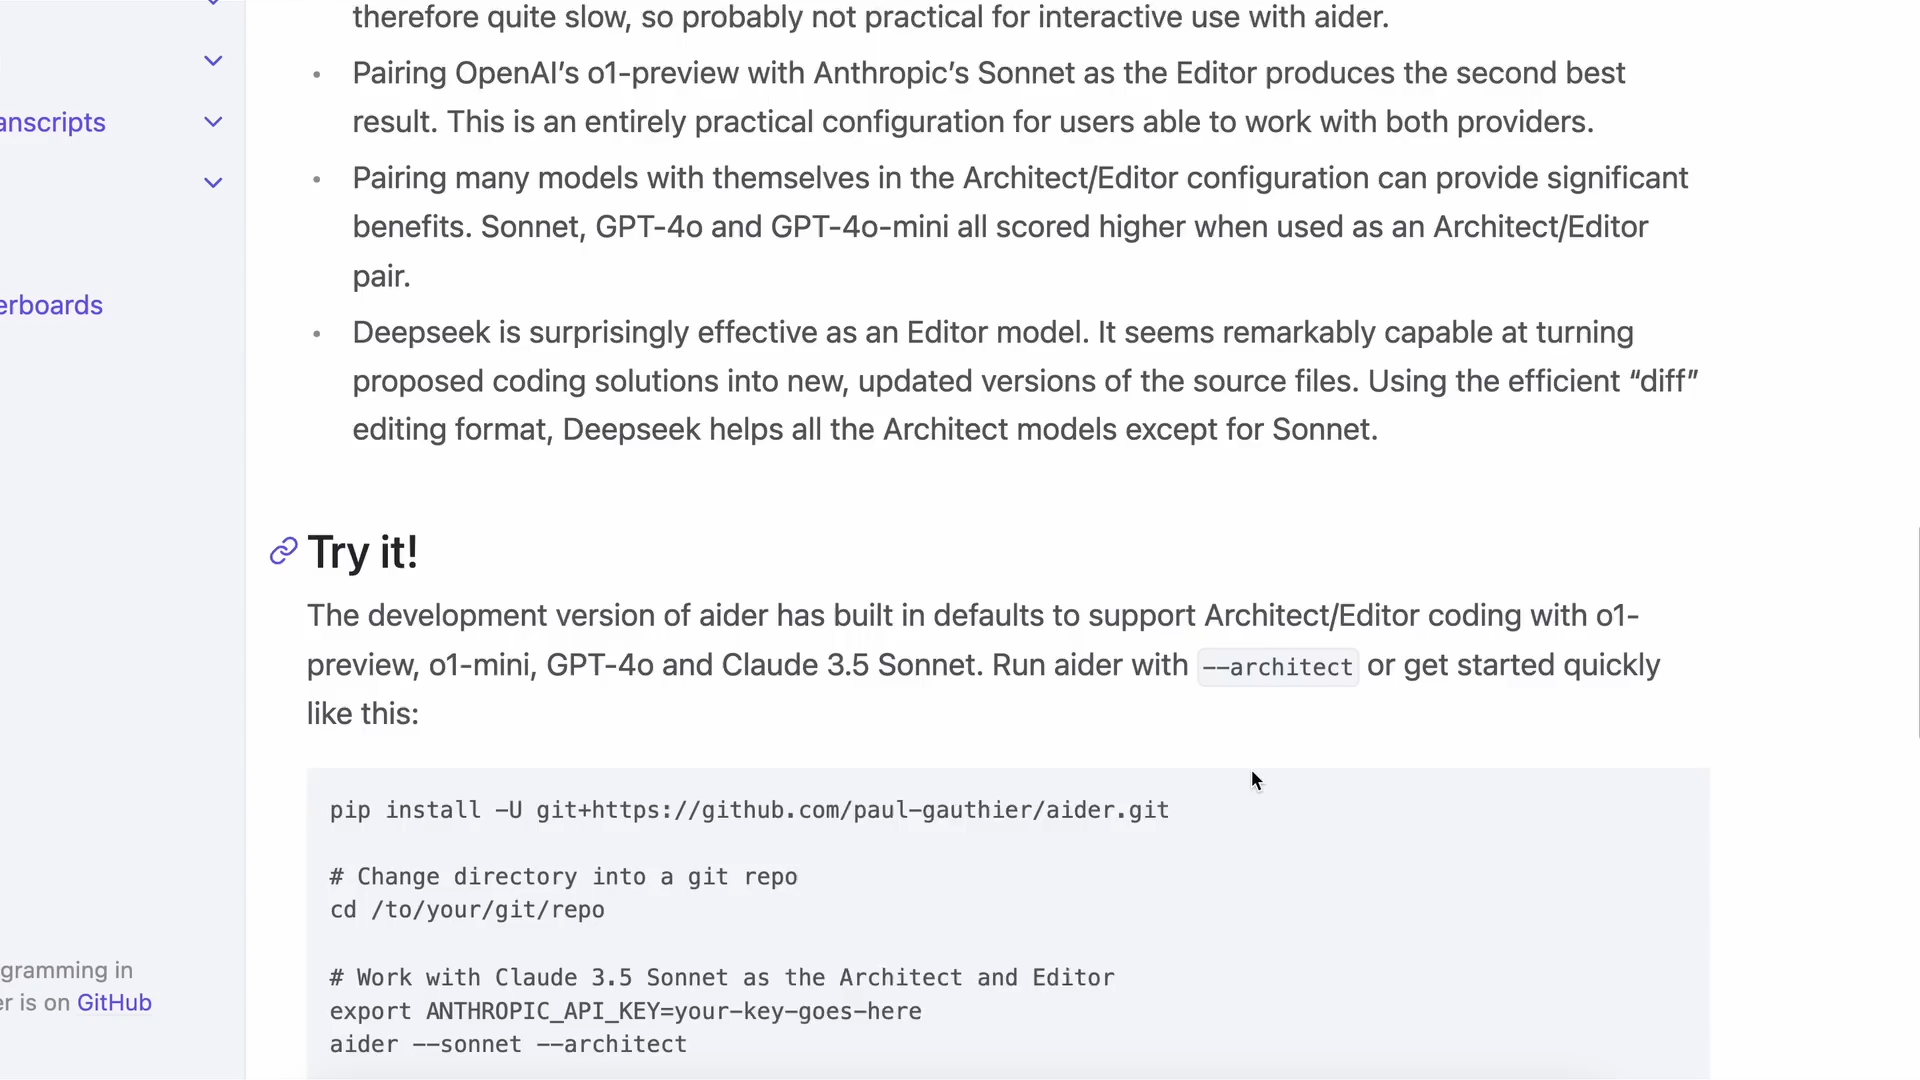 therefore quite slow, so probably not practical for interactive use with aider.
• Pairing OpenAI’s o1-preview with Anthropic’s Sonnet as the Editor produces the second best
result. This is an entirely practical configuration for users able to work with both providers.
• Pairing many models with themselves in the Architect/Editor configuration can provide significant
benefits. Sonnet, GPT-4o and GPT-4o-mini all scored higher when used as an Architect/Editor
pair.
• Deepseek is surprisingly effective as an Editor model. It seems remarkably capable at turning
proposed coding solutions into new, updated versions of the source files. Using the efficient “diff”
editing format, Deepseek helps all the Architect models except for Sonnet.
Try it!
The development version of aider has built in defaults to support Architect/Editor coding with o1-
preview, o1-mini, GPT-4o and Claude 3.5 Sonnet. Run aider with --architect or get started quickly
like this:
pip install -U git+https://github.com/paul-gauthier/aider.git
# Change directory into a git repo
cd /to/your/git/repo
# Work with Claude 3.5 Sonnet as the Architect and Editor
export ANTHROPIC_API_KEY=your-key-goes-here
aider --sonnet --architect
anscripts
erboards
gramming in
er is on GitHub